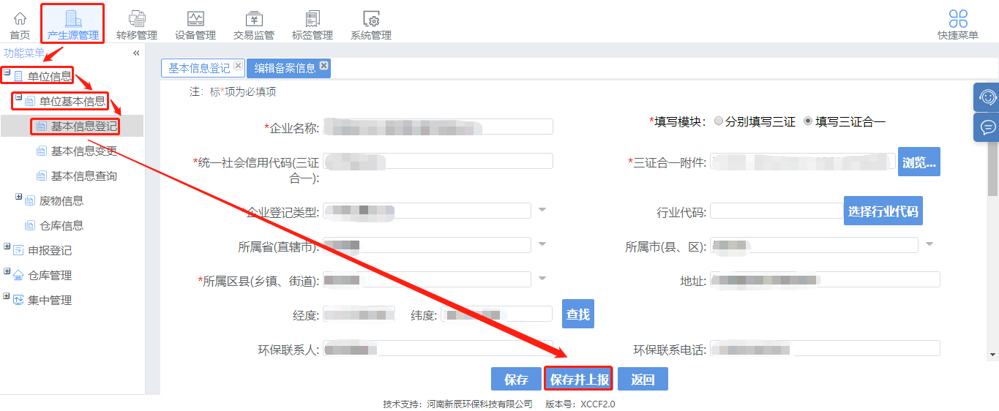 首页 产生源管理 转移管理 设备管理 交易监管 标签管理 系统管理 快捷菜单
功能菜单 «
单位信息
单位基本信息
基本信息登记
基本信息变更
基本信息查询
废物信息
仓库信息
申报登记
仓库管理
集中管理
基本信息登记 编辑备案信息
注: 标*项为必填项
*企业名称: *填写模块: 分别填写三证 填写三证合一
*统一社会信用代码(三证
合一): *三证合一附件: 浏览...
*企业登记类型: 行业代码: 选择行业代码
所属省(直辖市): 所属市(县、区):
*所属区县(乡镇、街道): 地址:
经度: 纬度: 查找
环保联系人: 环保联系电话:
保存 保存并上报 返回
技术支持: 河南新辰环保科技有限公司 版本号: XCCF2.0